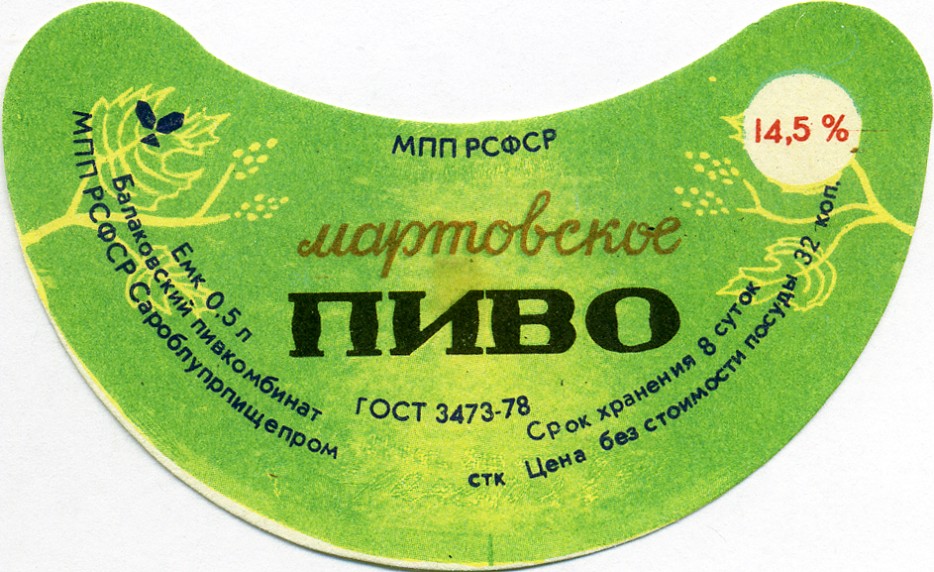 МПП РСФСР
14,5 %
мартовское
ПИВО
ГОСТ 3473-78
Емк 0,5 л
Балаковский пивкомбинат
МПП РСФСР Сароблупрпищепром
Срок хранения 8 суток
Цена без стоимости посуды 32 коп.
стк